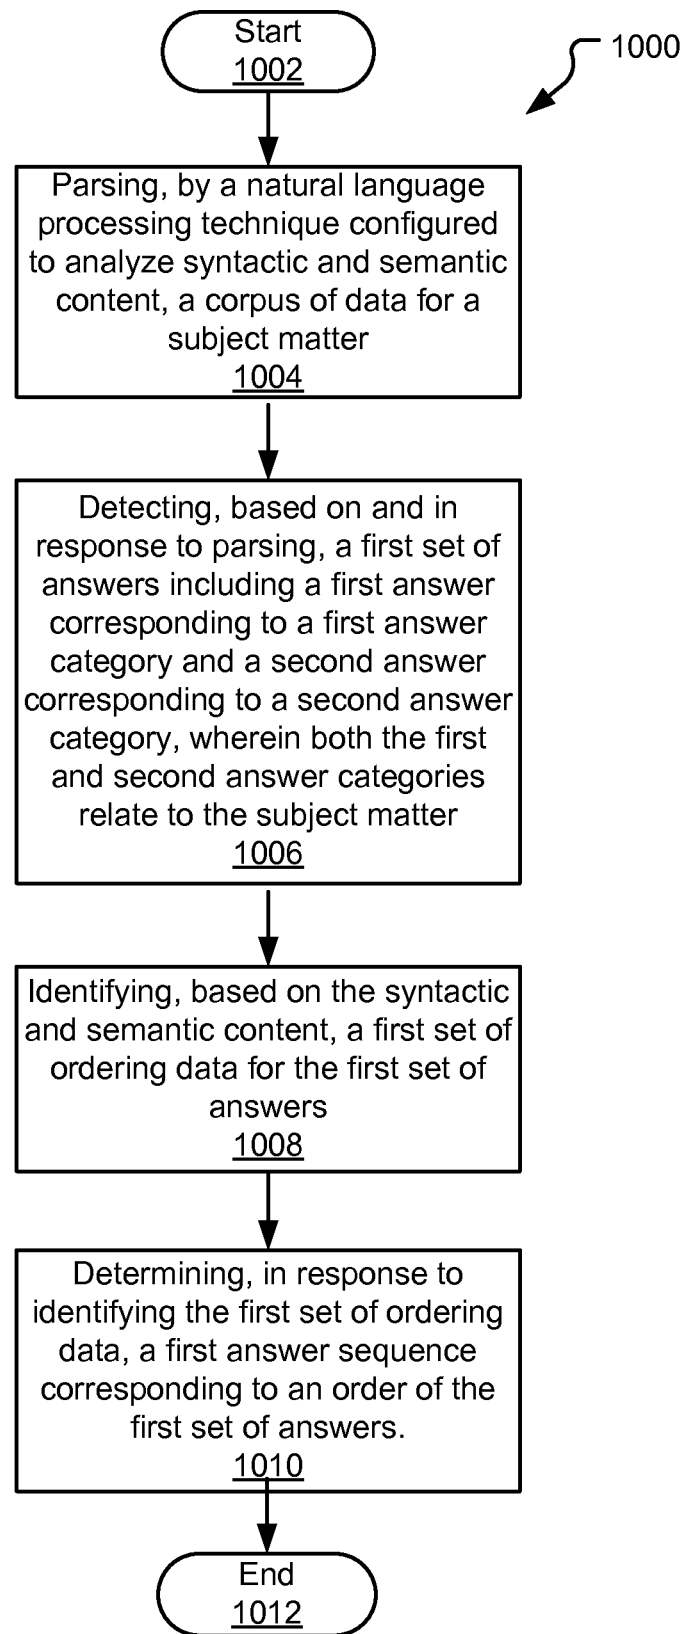 Start
1002
1000
Parsing, by a natural language
processing technique configured
to analyze syntactic and semantic
content, a corpus of data for a
subject matter
1004
Detecting, based on and in
response to parsing, a first set of
answers including a first answer
corresponding to a first answer
category and a second answer
corresponding to a second answer
category, wherein both the first
and second answer categories
relate to the subject matter
1006
Identifying, based on the syntactic
and semantic content, a first set of
ordering data for the first set of
answers
1008
Determining, in response to
identifying the first set of ordering
data, a first answer sequence
corresponding to an order of the
first set of answers.
1010
End
1012